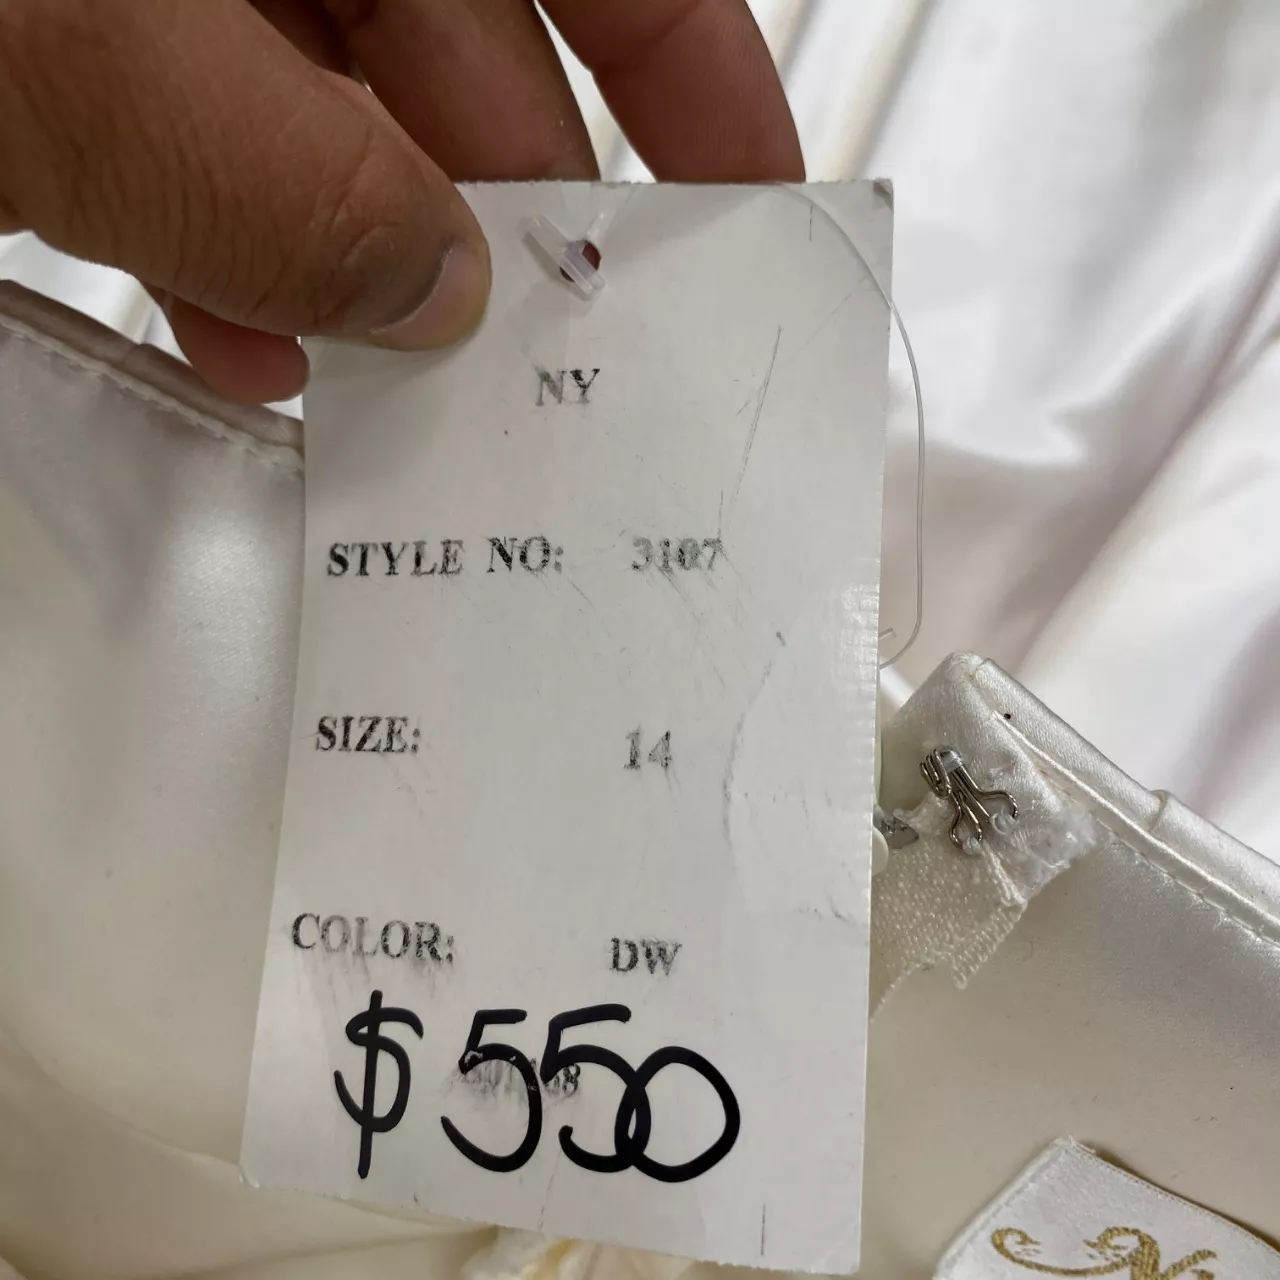 NY
STYLE NO: 3107
SIZE: 14
COLOR: DW
$550